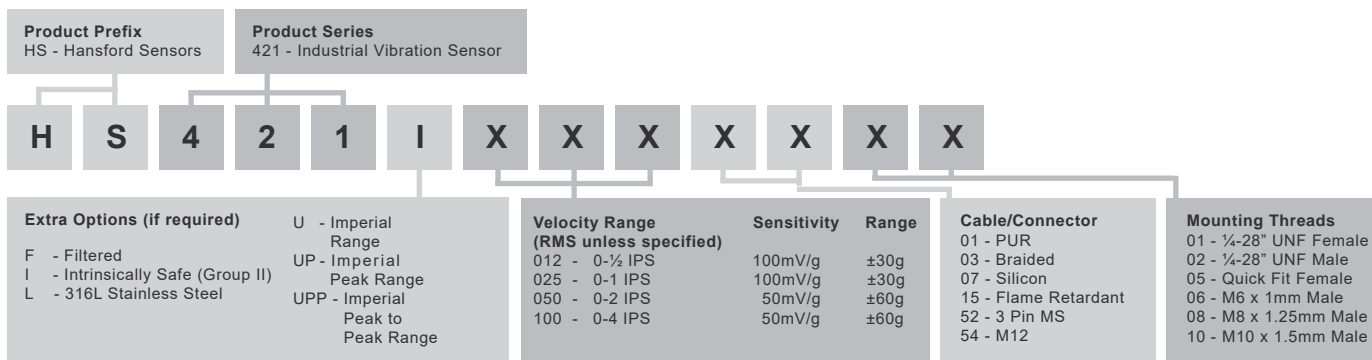 Product Prefix
HS - Hansford Sensors
Product Series
421 - Industrial Vibration Sensor
H S 4 2 1 I X X X X X X X
Extra Options (if required)
F - Filtered
I - Intrinsically Safe (Group II)
L - 316L Stainless Steel
U - Imperial
Range
UP - Imperial
Peak Range
UPP - Imperial
Peak to
Peak Range
Velocity Range Sensitivity Range
(RMS unless specified)
012 - 0-½ IPS 100mV/g ±30g
025 - 0-1 IPS 100mV/g ±30g
050 - 0-2 IPS 50mV/g ±60g
100 - 0-4 IPS 50mV/g ±60g
Cable/Connector
01 - PUR
03 - Braided
07 - Silicon
15 - Flame Retardant
52 - 3 Pin MS
54 - M12
Mounting Threads
01 - ¼-28” UNF Female
02 - ¼-28” UNF Male
05 - Quick Fit Female
06 - M6 x 1mm Male
08 - M8 x 1.25mm Male
10 - M10 x 1.5mm Male